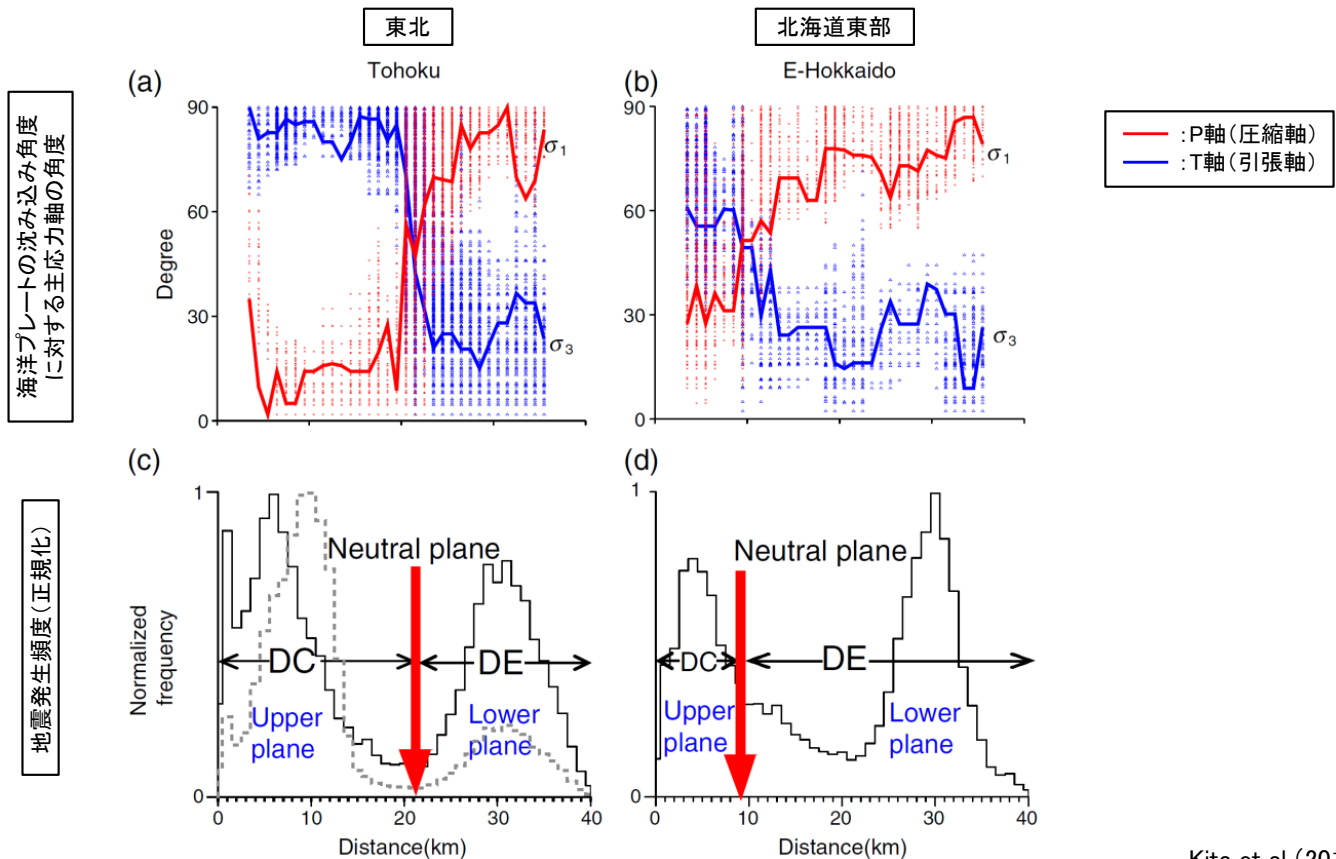 東北
北海道東部
(a)
Tohoku
(b)
E-Hokkaido
海洋プレートの沈み込み角度
に対する主応力軸の角度
Degree
90
60
30
0
σ1
σ3
90
60
30
0
σ1
σ3
:P軸(圧縮軸)
:T軸(引張軸)
(c)
(d)
地震発生頻度(正規化)
Normalized
frequency
1
0
Neutral plane
DC
DE
Upper
plane
Lower
plane
0
10
20
30
40
Distance(km)
1
0
Neutral plane
DC
DE
Upper
plane
Lower
plane
0
10
20
30
40
Distance(km)